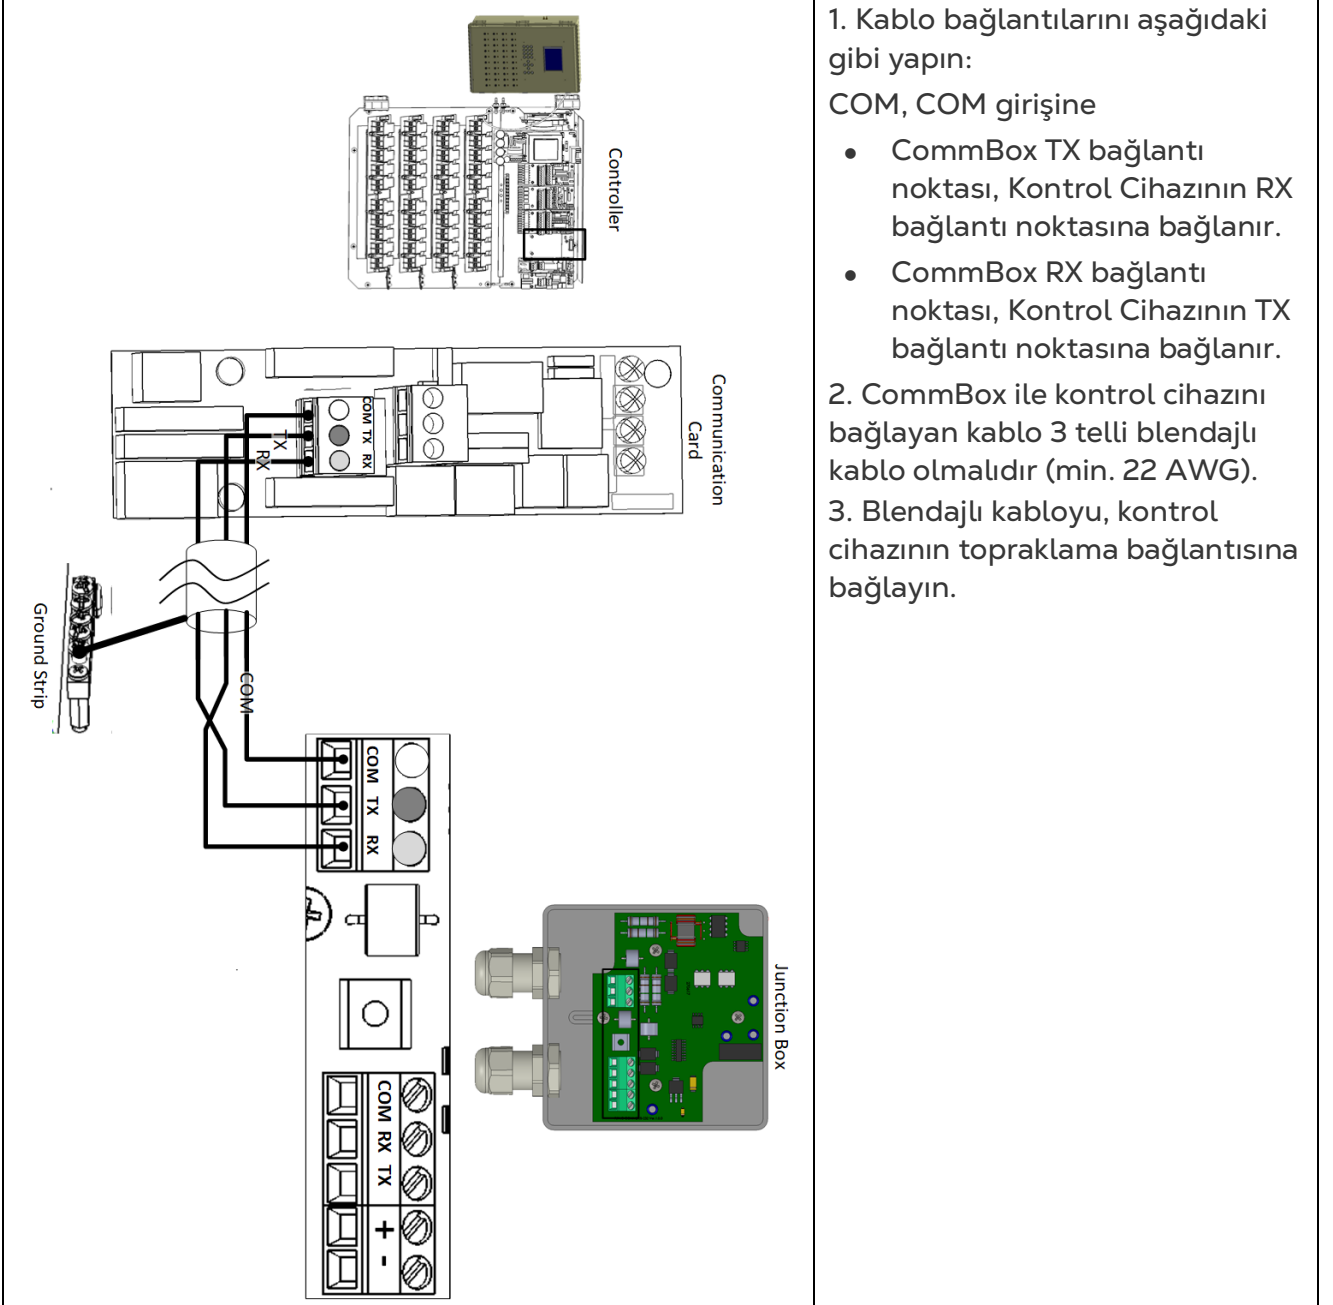 Controller
COM TX RX
TX
RX
Communication
Card
Ground Strip
COM
COM TX RX
Junction Box
COM RX TX + -
1. Kablo bağlantılarını aşağıdaki
gibi yapın:
COM, COM girişine
• CommBox TX bağlantı
noktası, Kontrol Cihazının RX
bağlantı noktasına bağlanır.
• CommBox RX bağlantı
noktası, Kontrol Cihazının TX
bağlantı noktasına bağlanır.
2. CommBox ile kontrol cihazını
bağlayan kablo 3 telli blendajlı
kablo olmalıdır (min. 22 AWG).
3. Blendajlı kabloyu, kontrol
cihazının topraklama bağlantısına
bağlayın.